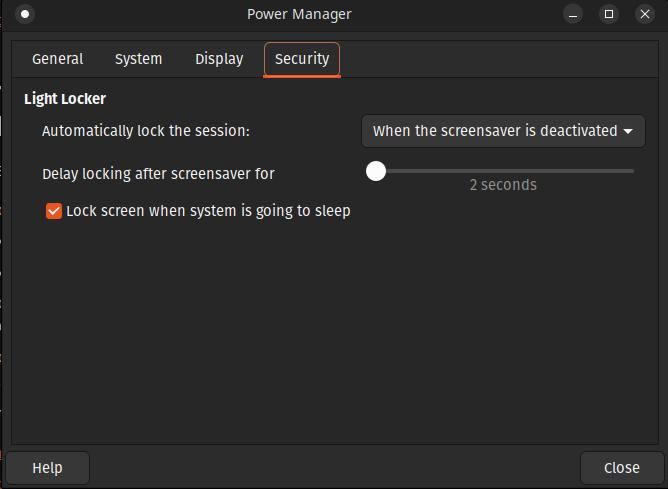 Power Manager
General System Display Security
Light Locker
Automatically lock the session: When the screensaver is deactivated
Delay locking after screensaver for
2 seconds
Lock screen when system is going to sleep
Help Close